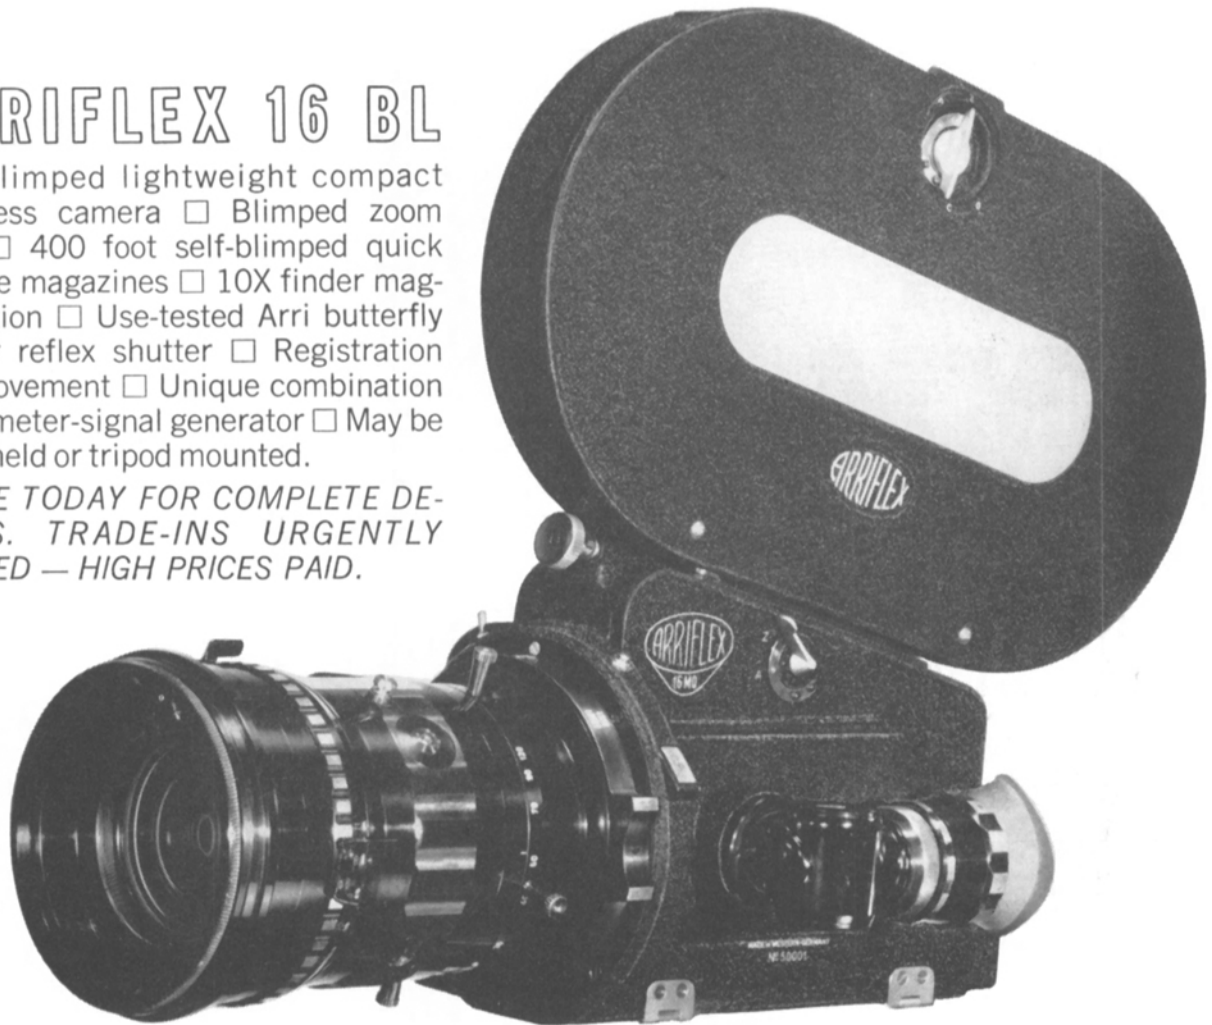 RIFLEX 16 BL
limped lightweight compact
ess camera □ Blimped zoom
□ 400 foot self-blimped quick
e magazines □ 10X finder mag-
ion □ Use-tested Arri butterfly
reflex shutter □ Registration
ovement □ Unique combination
meter-signal generator □ May be
held or tripod mounted.
E TODAY FOR COMPLETE DE-
S. TRADE-INS URGENTLY
ED — HIGH PRICES PAID.
ARRIFLEX
ARRIFLEX
16 MQ
Z
A